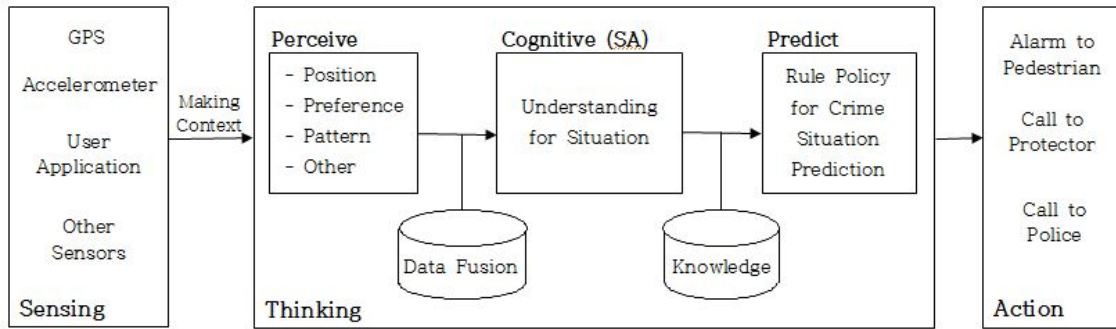 GPS
Accelerometer
User
Application
Other
Sensors
Sensing
Making
Context
Perceive
- Position
- Preference
- Pattern
- Other
Cognitive (SA)
Understanding
for Situation
Predict
Rule Policy
for Crime
Situation
Prediction
Data Fusion
Knowledge
Thinking
Alarm to
Pedestrian
Call to
Protector
Call to
Police
Action